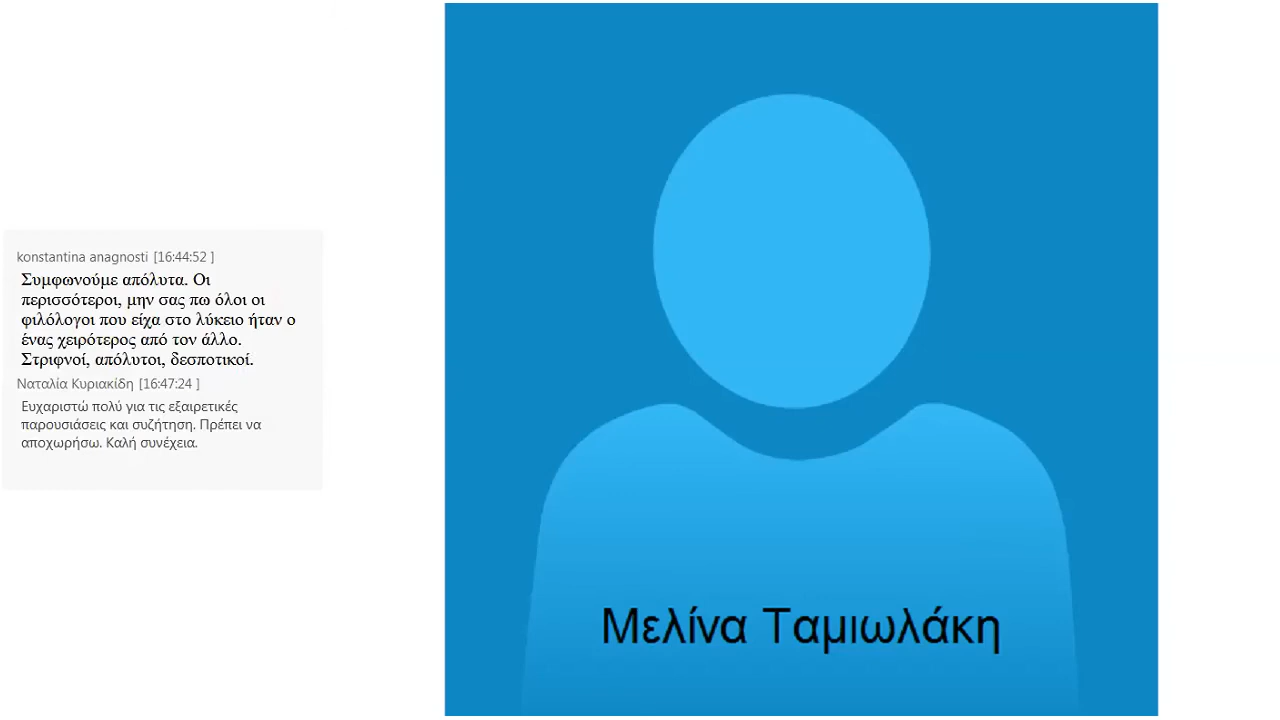 konstantina anagnosti [16:44:52 ]
Συμφωνούμε απόλυτα. Οι
περισσότεροι, μην σας πω όλοι οι
φιλόλογοι που είχα στο λύκειο ήταν ο
ένας χειρότερος από τον άλλο.
Στριφνοί, απόλυτοι, δεσποτικοί.
Ναταλία Κυριακίδη [16:47:24 ]
Ευχαριστώ πολύ για τις εξαιρετικές
παρουσιάσεις και συζήτηση. Πρέπει να
αποχωρήσω. Καλή συνέχεια.
Μελίνα Ταμιωλάκη